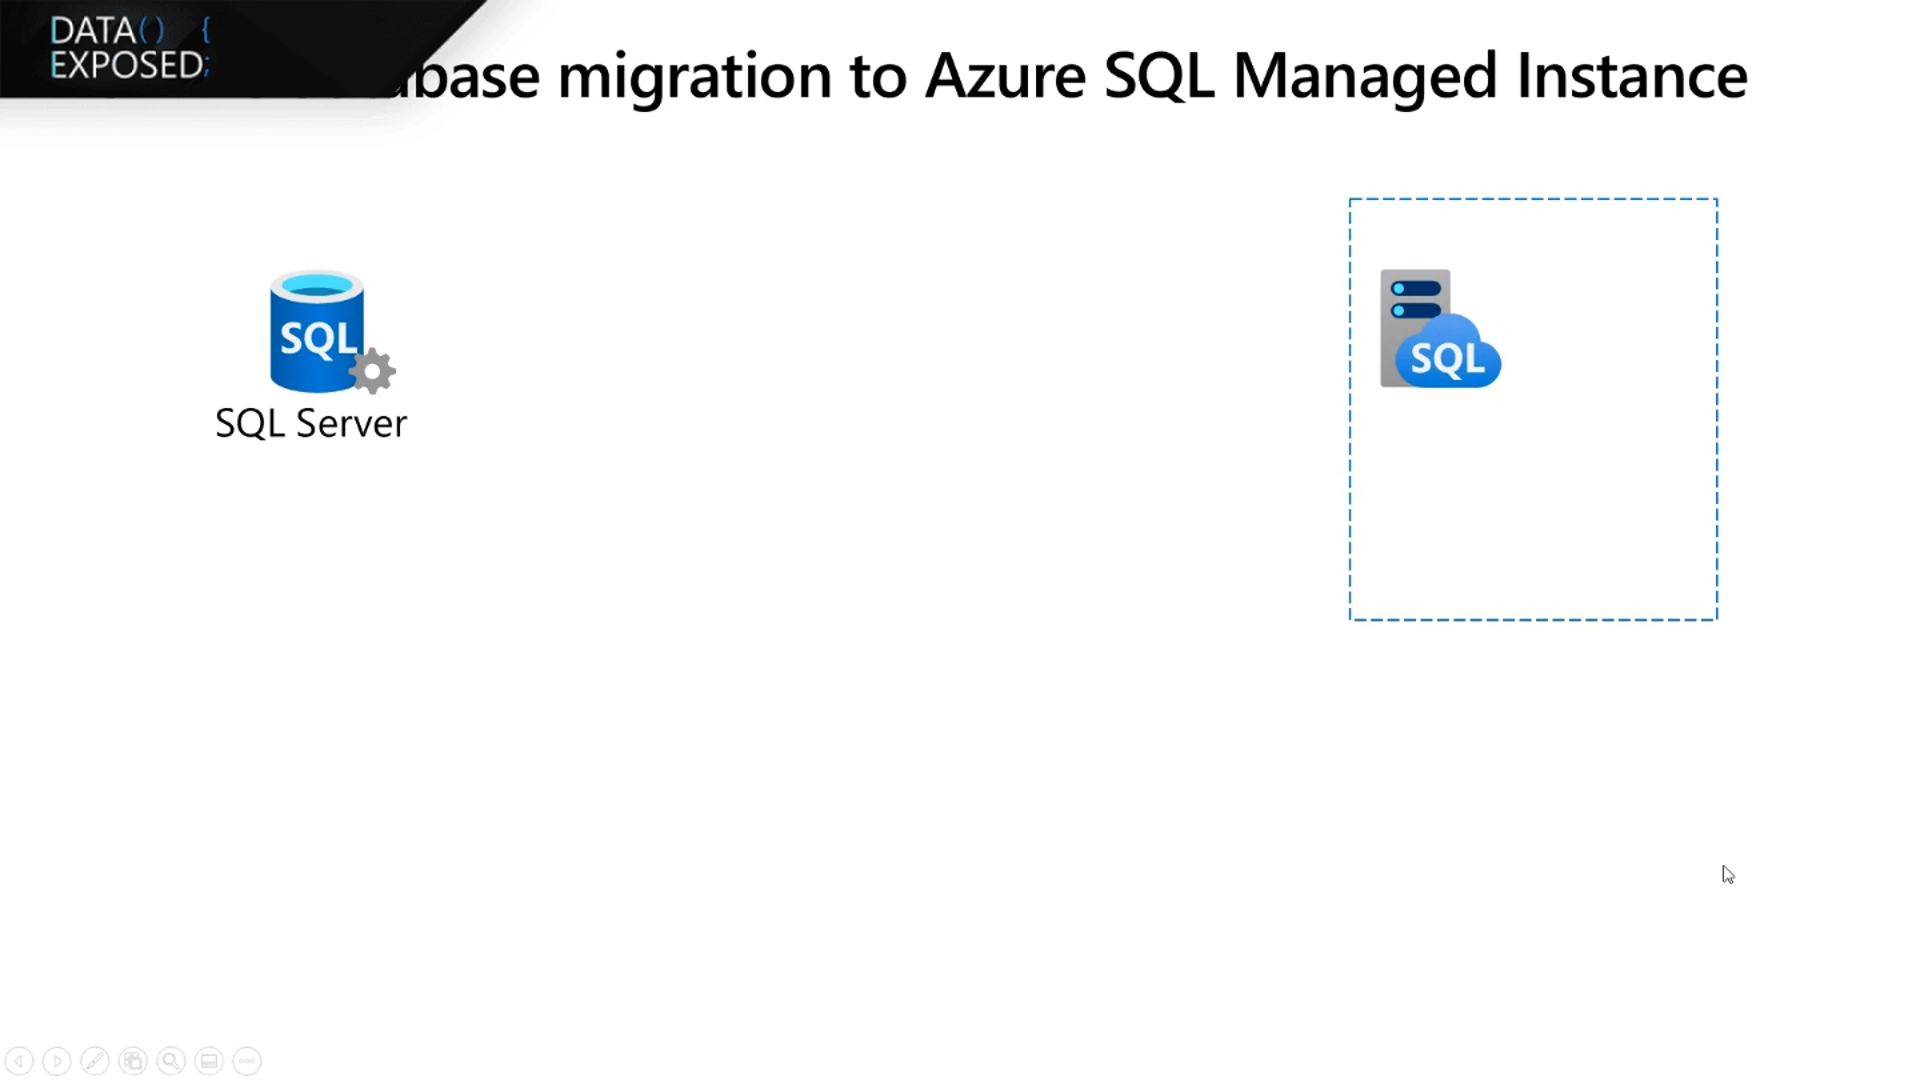 DATA() {
EXPOSED;
base migration to Azure SQL Managed Instance
SQL
SQL Server
SQL